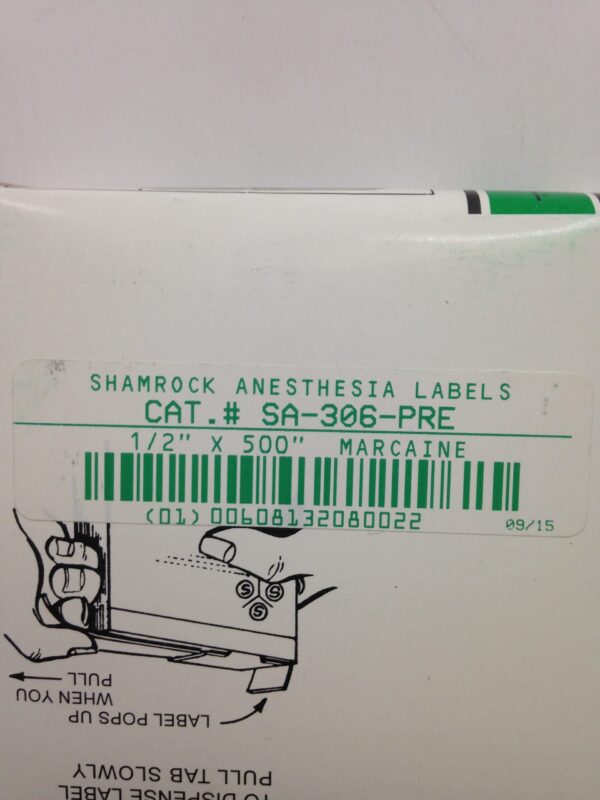 SHAMROCK ANESTHESIA LABELS
CAT.# SA-306-PRE
1/2" X 500" MARCAINE
(01) 00608132080022
09/15
S S
S
TO DISPENSE LABEL
PULL TAB SLOWLY
LABEL POPS UP
WHEN YOU
PULL